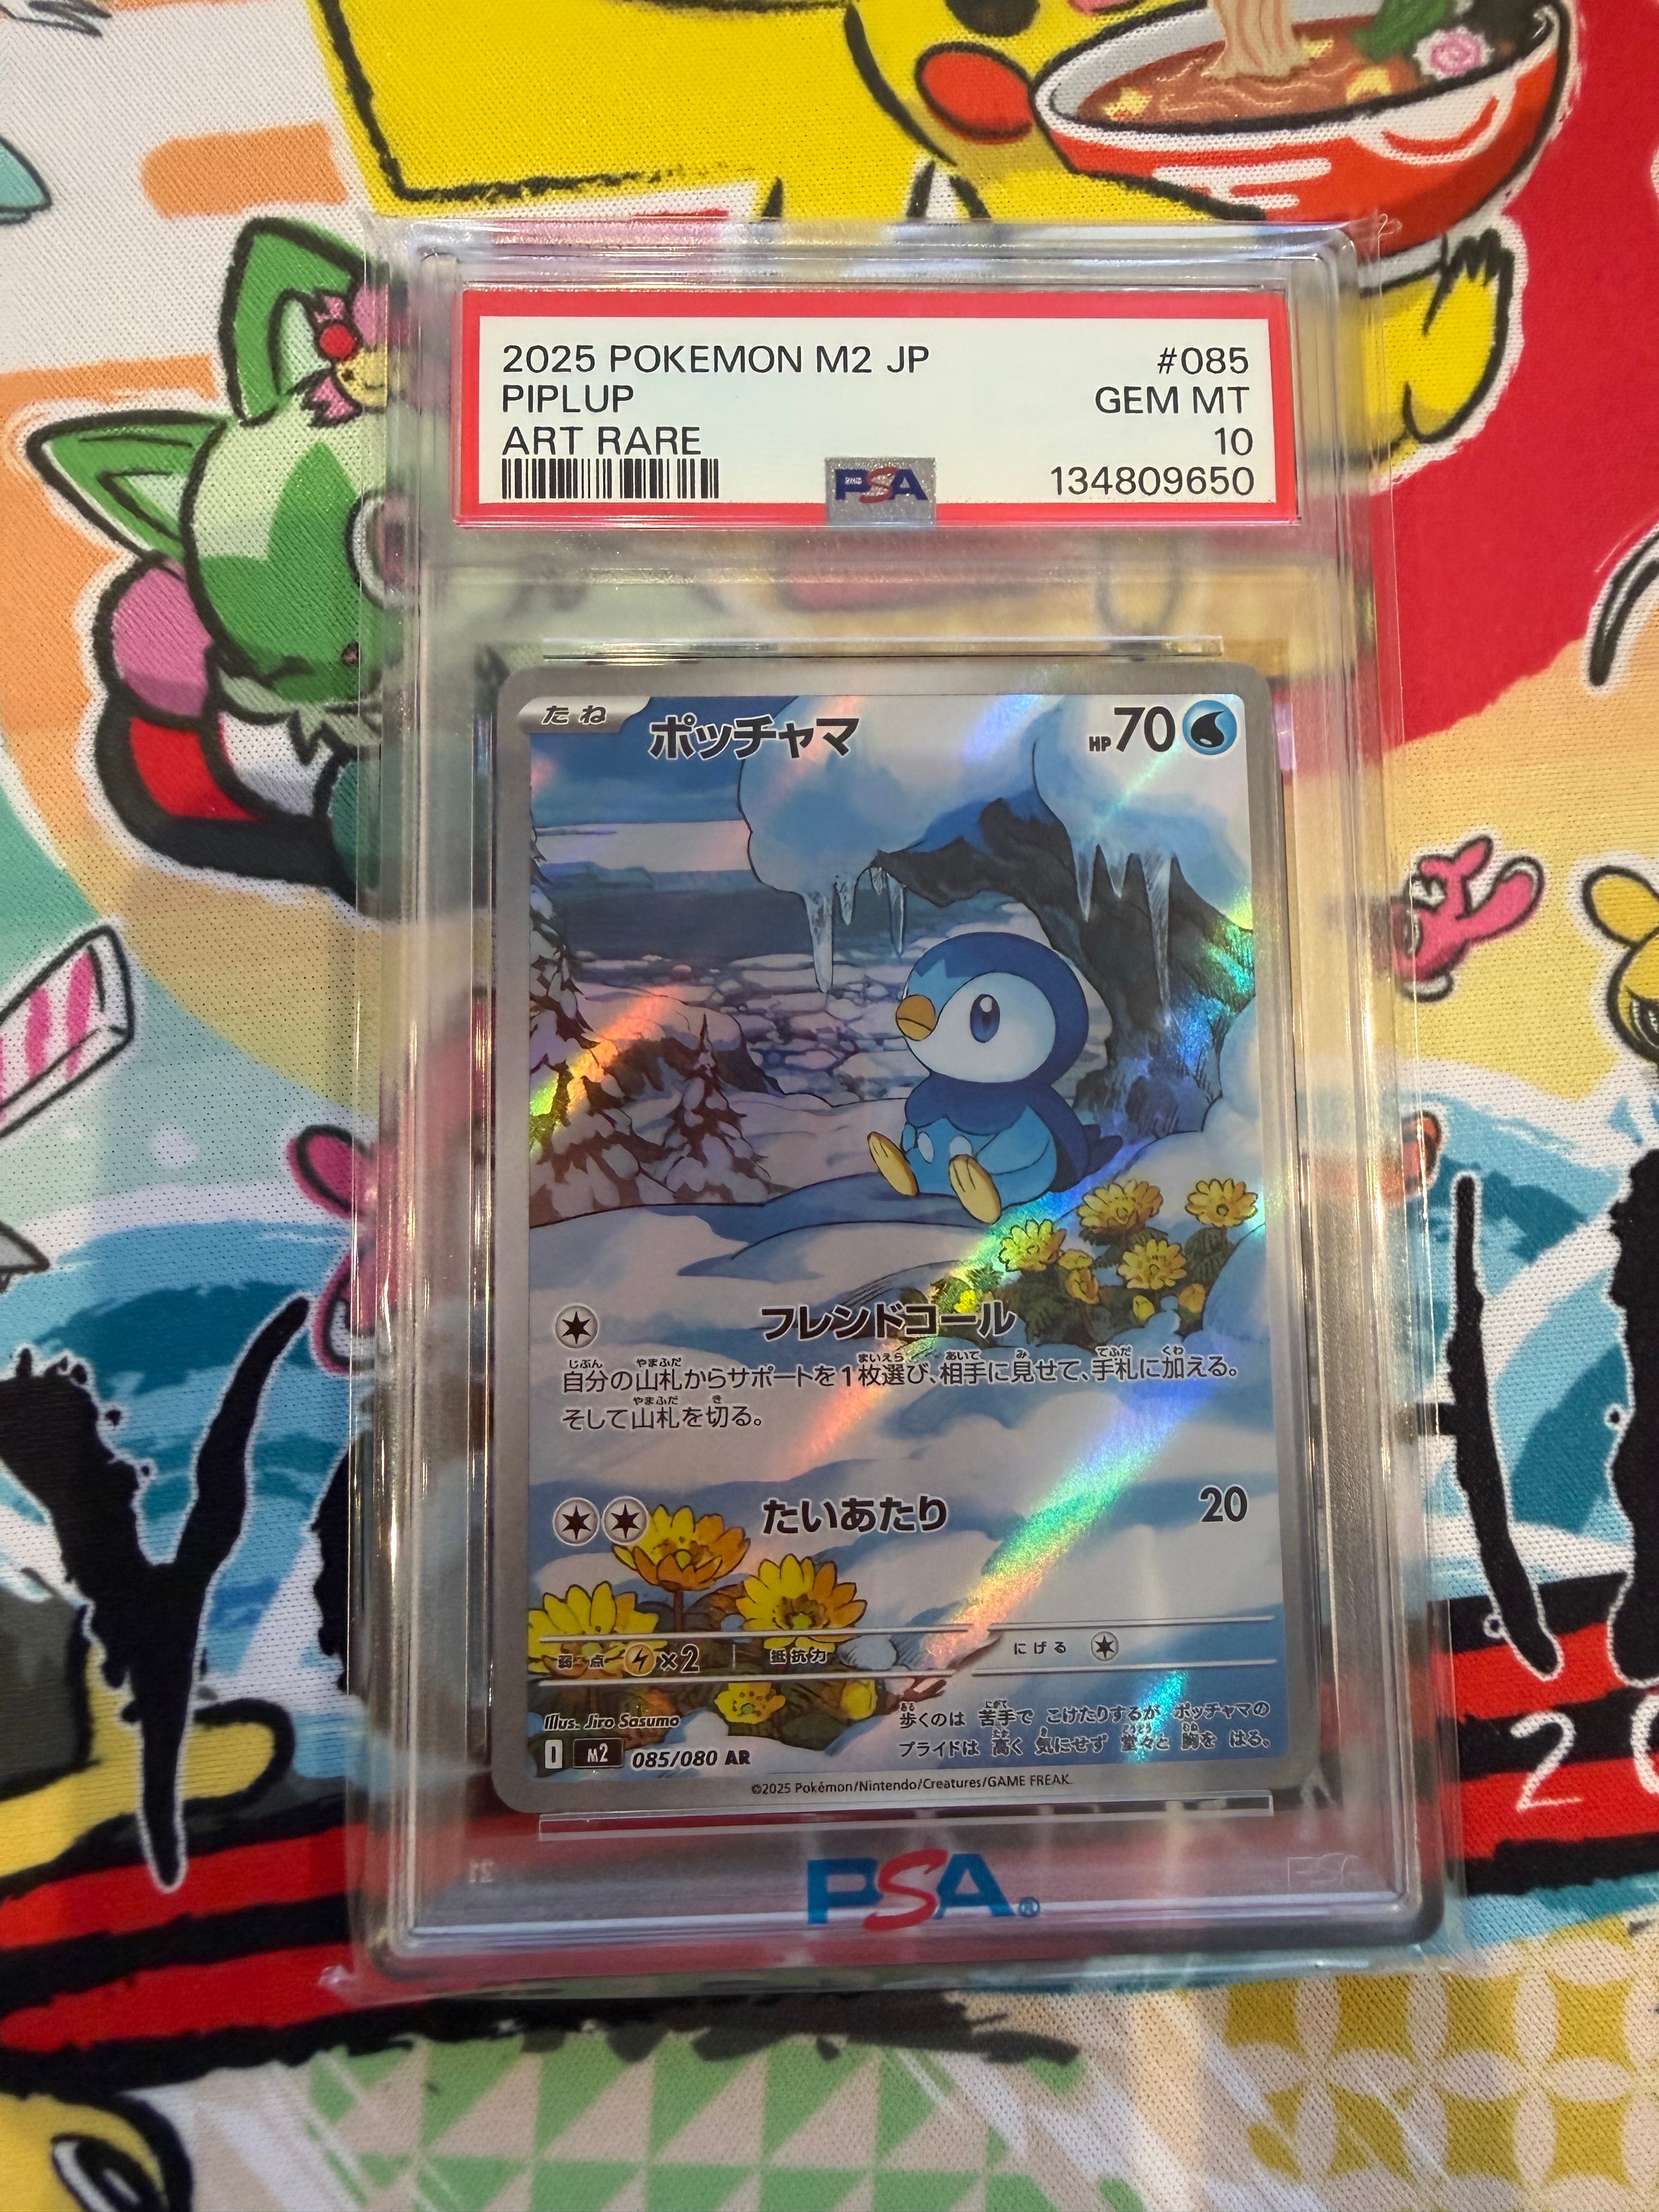 2025 POKEMON M2 JP #085
PIPLUP GEM MT
ART RARE 10
PSA 134809650
たね ポッチャマ HP70
フレンドコール
自分の山札からサポートを1枚選び、相手に見せて、手札に加える。
そして山札を切る。
たいあたり 20
弱点 ×2 抵抗力 にげる
Illus. Jiro Sasumo
歩くのは 苦手で こけたりするが ポッチャマの
プライドは 高く 気にせず 堂々と 胸を はる。
I M2 085/080 AR
©2025 Pokémon/Nintendo/Creatures/GAME FREAK.
PSA®